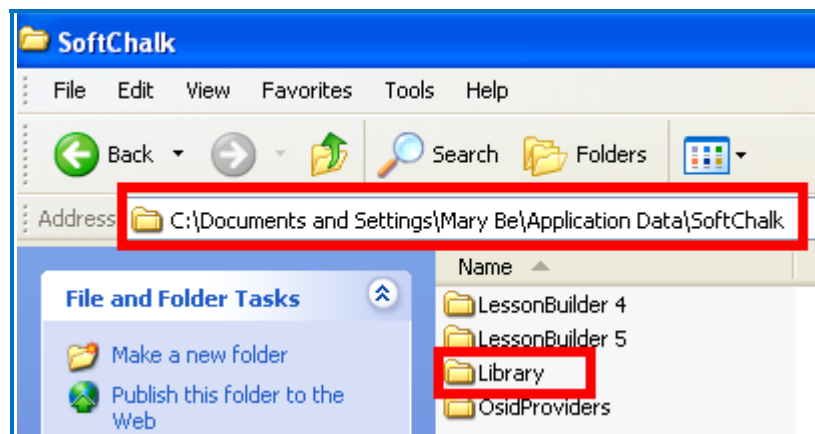 SoftChalk
File Edit View Favorites Tools Help
Back Search Folders
Address C:\Documents and Settings\Mary Be\Application Data\SoftChalk
Name
File and Folder Tasks
LessonBuilder 4
LessonBuilder 5
Make a new folder
Library
Publish this folder to the
Web
OsidProviders